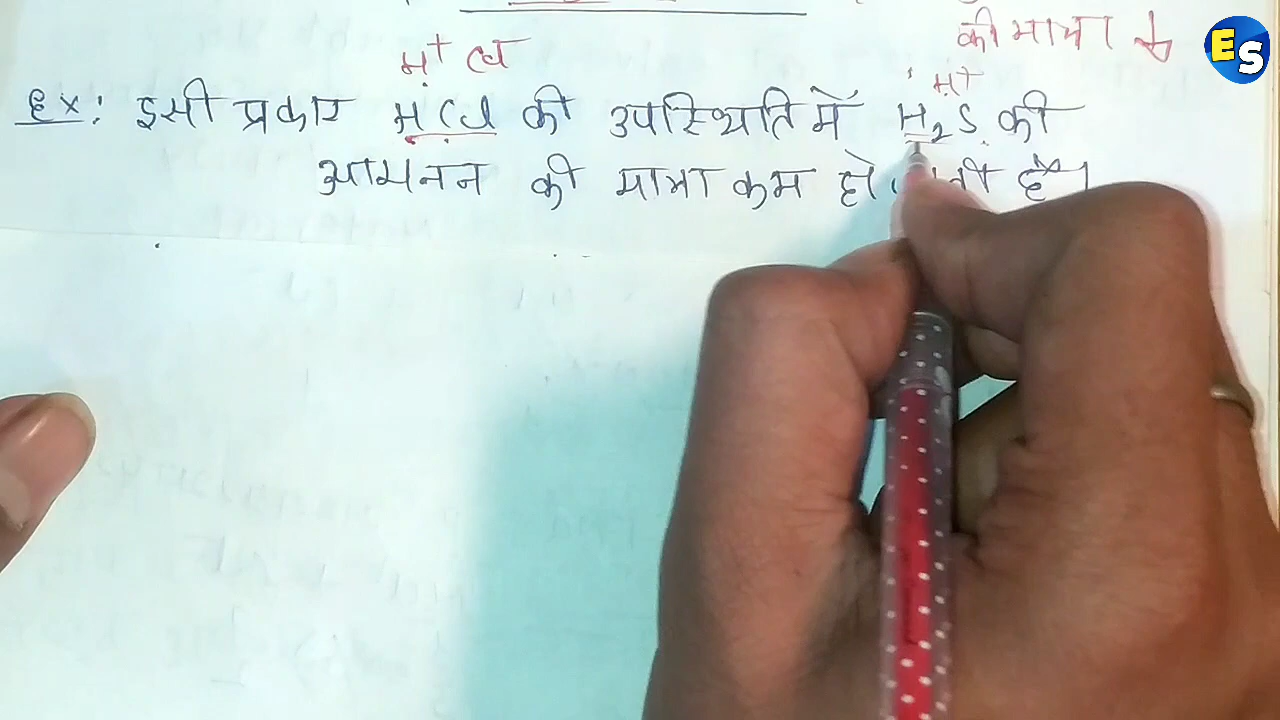 की मात्रा ↓
ES
H⁺ Cl⁻
H⁺
Ex: इसी प्रकार HCl की उपस्थिति में H₂S की
आयनन की मात्रा कम हो है।